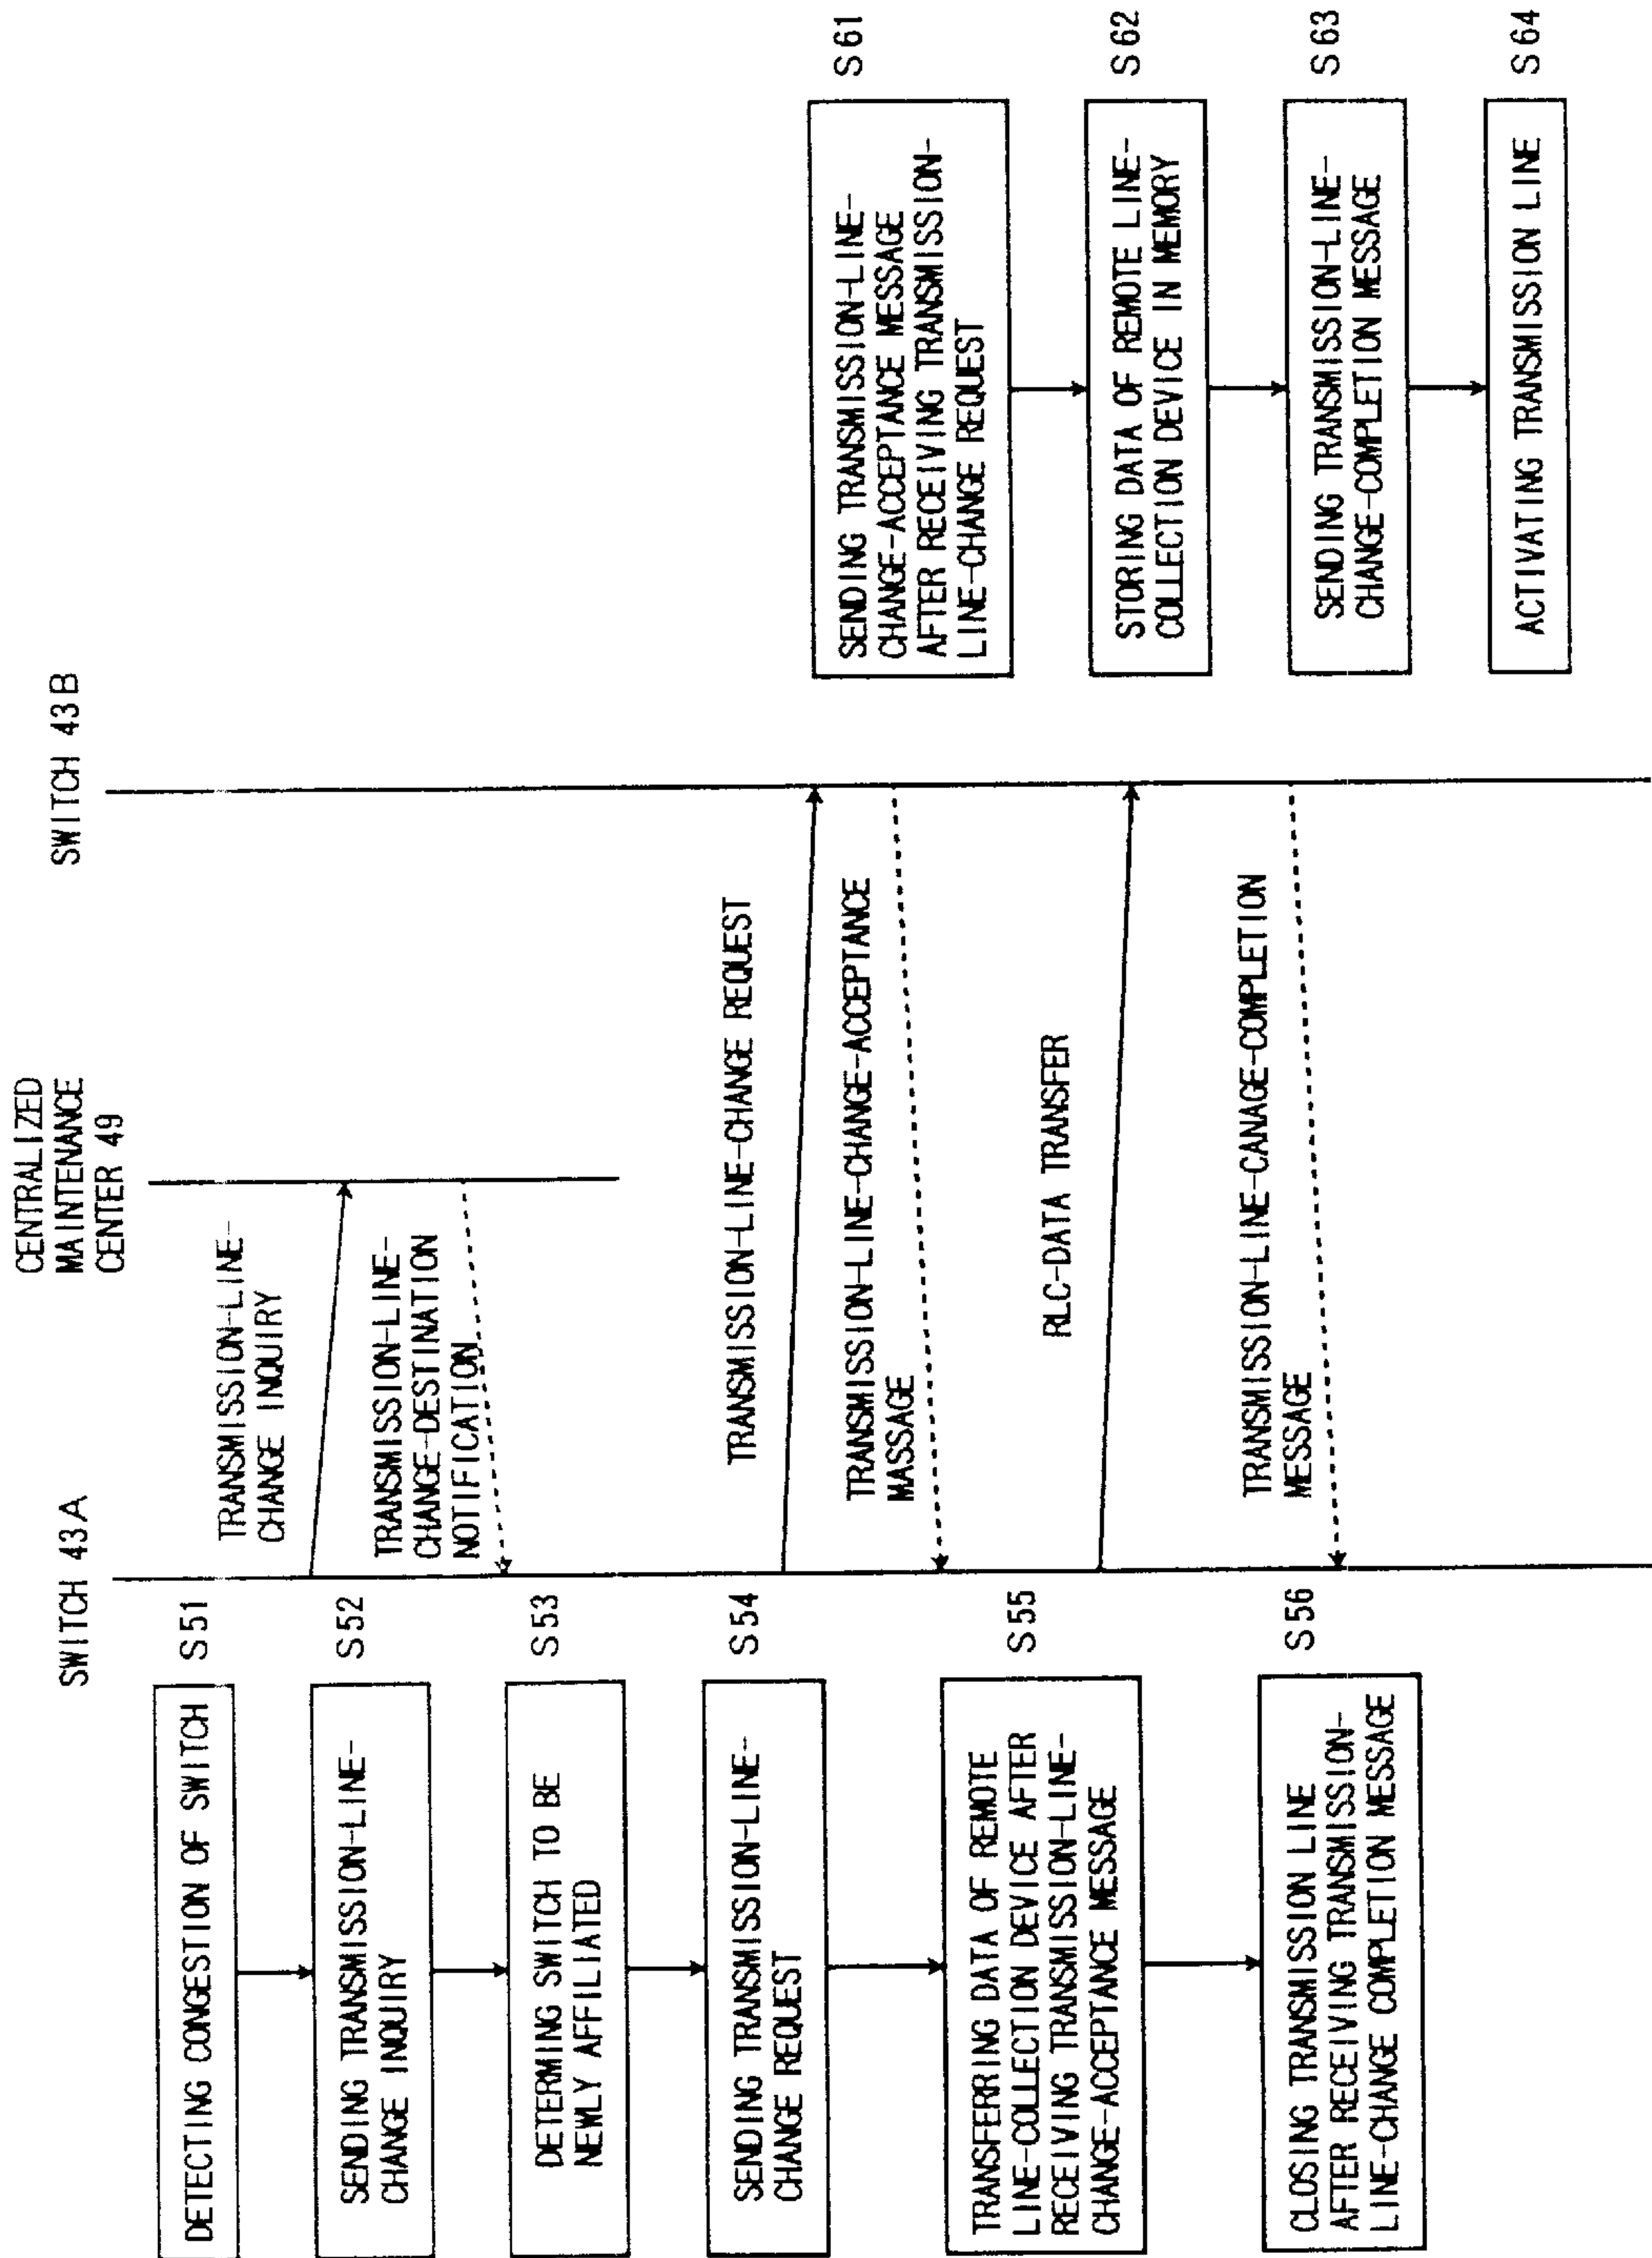 SWITCH 43A
CENTRALIZED
MAINTENANCE
CENTER 49
SWITCH 43B
DETECTING CONGESTION OF SWITCH
S51
SENDING TRANSMISSION-LINE-
CHANGE INQUIRY
S52
TRANSMISSION-LINE-
CHANGE INQUIRY
TRANSMISSION-LINE-
CHANGE-DESTINATION
NOTIFICATION
DETERMING SWITCH TO BE
NEWLY AFFILIATED
S53
SENDING TRANSMISSION-LINE-
CHANGE REQUEST
S54
TRANSMISSION-LINE-CHANGE REQUEST
SENDING TRANSMISSION-LINE-
CHANGE-ACCEPTANCE MESSAGE
AFTER RECEIVING TRANSMISSION-
LINE-CHANGE REQUEST
S61
TRANSMISSION-LINE-CHANGE-ACCEPTANCE
MASSAGE
TRANSFERRING DATA OF REMOTE
LINE-COLLECTION DEVICE AFTER
RECEIVING TRANSMISSION-LINE-
CHANGE-ACCEPTANCE MESSAGE
S55
RLC-DATA TRANSFER
STORING DATA OF REMOTE LINE-
COLLECTION DEVICE IN MEMORY
S62
TRANSMISSION-LINE-CANAGE-COMPLETION
MESSAGE
CLOSING TRANSMISSION LINE
AFTER RECEIVING TRANSMISSION-
LINE-CHANGE COMPLETION MESSAGE
S56
SENDING TRANSMISSION-LINE-
CHANGE-COMPLETION MESSAGE
S63
ACTIVATING TRANSMISSION LINE
S64